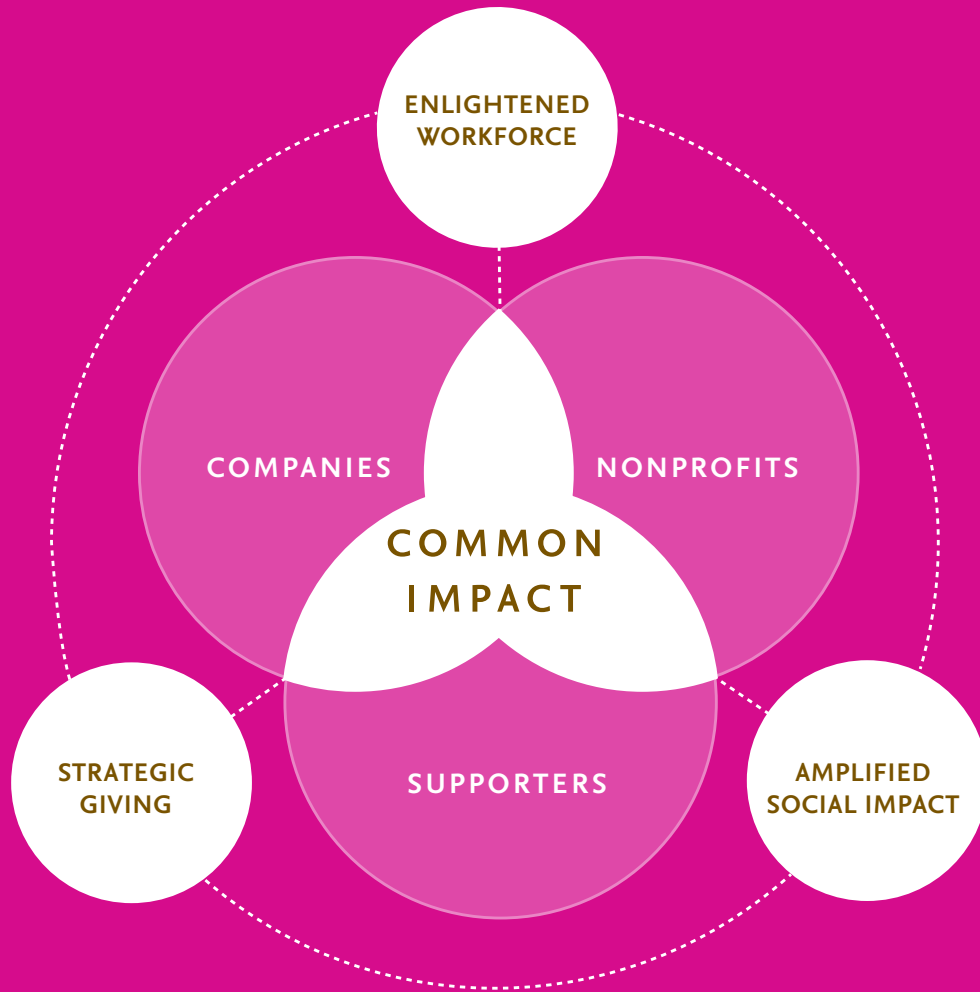 ENLIGHTENED
WORKFORCE
COMPANIES
NONPROFITS
COMMON
IMPACT
STRATEGIC
GIVING
SUPPORTERS
AMPLIFIED
SOCIAL IMPACT